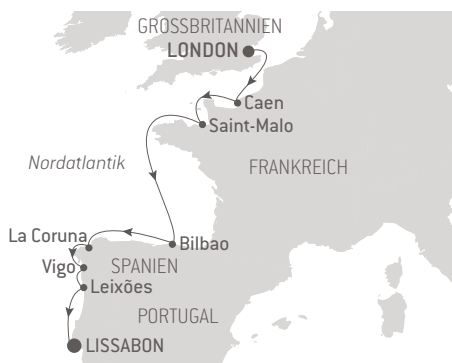 GROSSBRITANNIEN
LONDON
Caen
Saint-Malo
Nordatlantik
FRANKREICH
La Coruna
Bilbao
Vigo
SPANIEN
Leixões
PORTUGAL
LISSABON